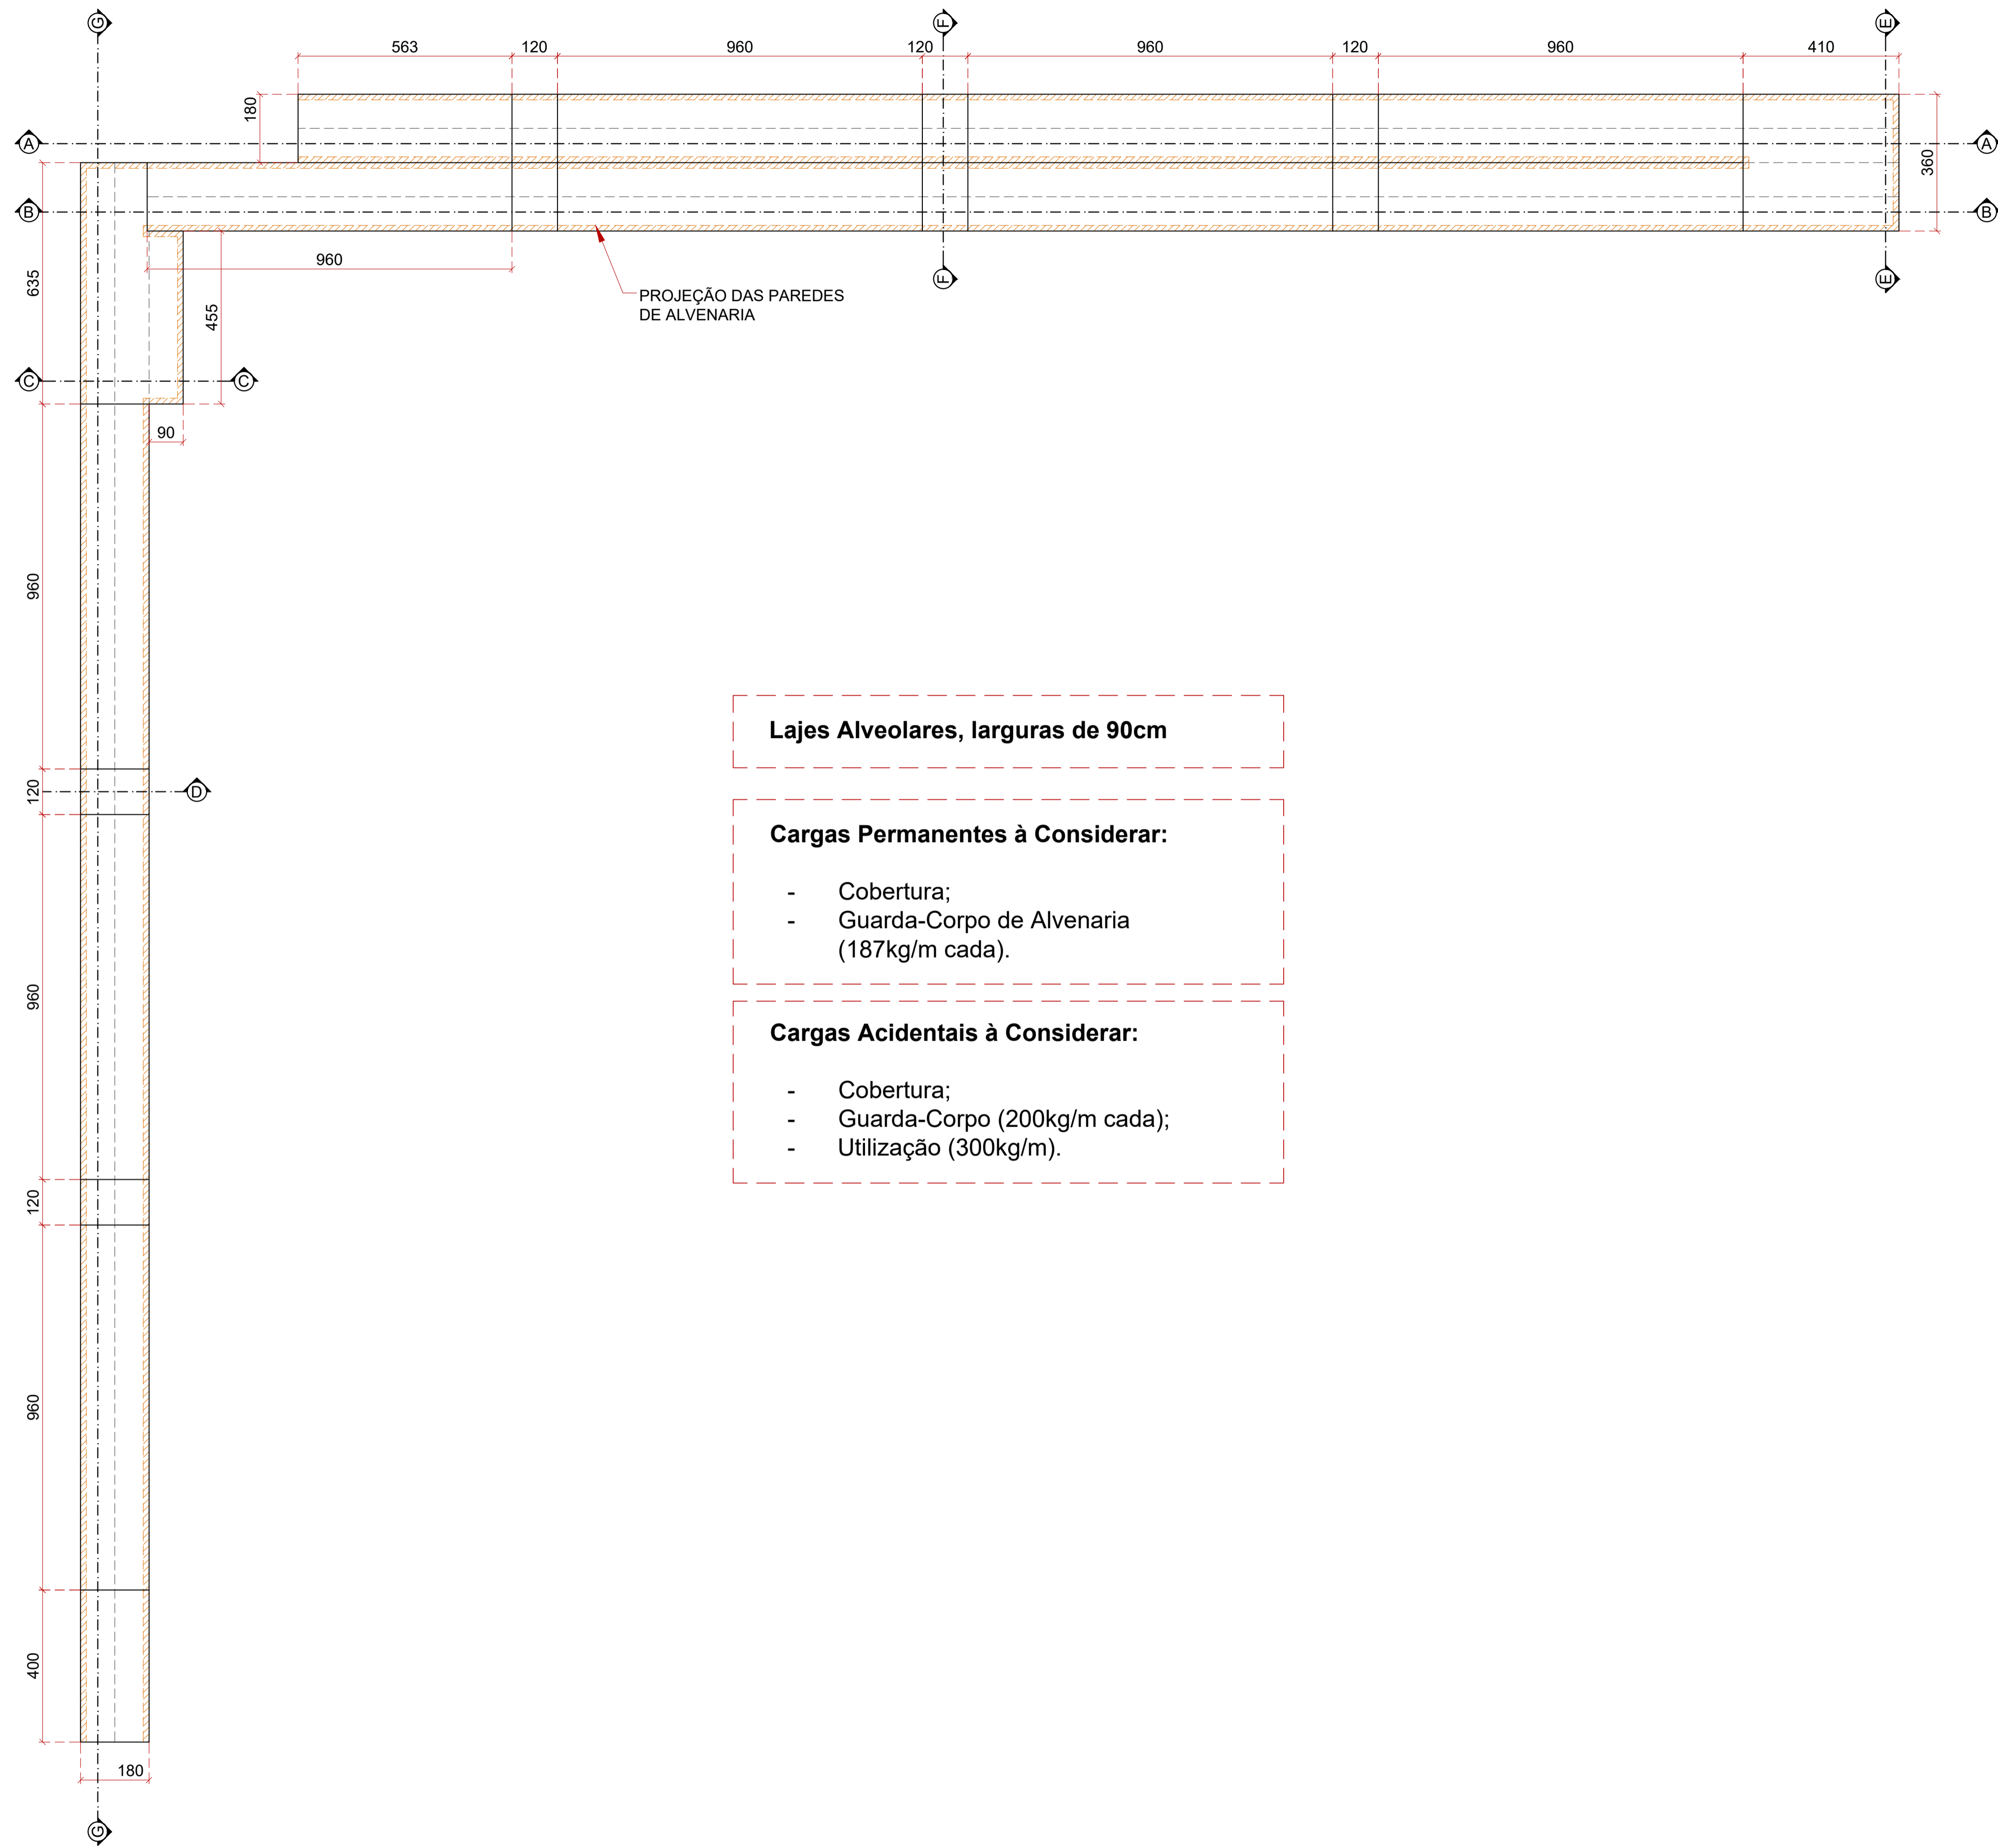 G
F
E
563
120
960
120
960
120
960
410
180
A
A
360
B
B
635
960
F
E
455
PROJEÇÃO DAS PAREDES
DE ALVENARIA
C
C
90
960
Lajes Alveolares, larguras de 90cm
120
D
Cargas Permanentes à Considerar:
- Cobertura;
- Guarda-Corpo de Alvenaria
(187kg/m cada).
960
Cargas Acidentais à Considerar:
- Cobertura;
- Guarda-Corpo (200kg/m cada);
- Utilização (300kg/m).
120
960
400
180
G